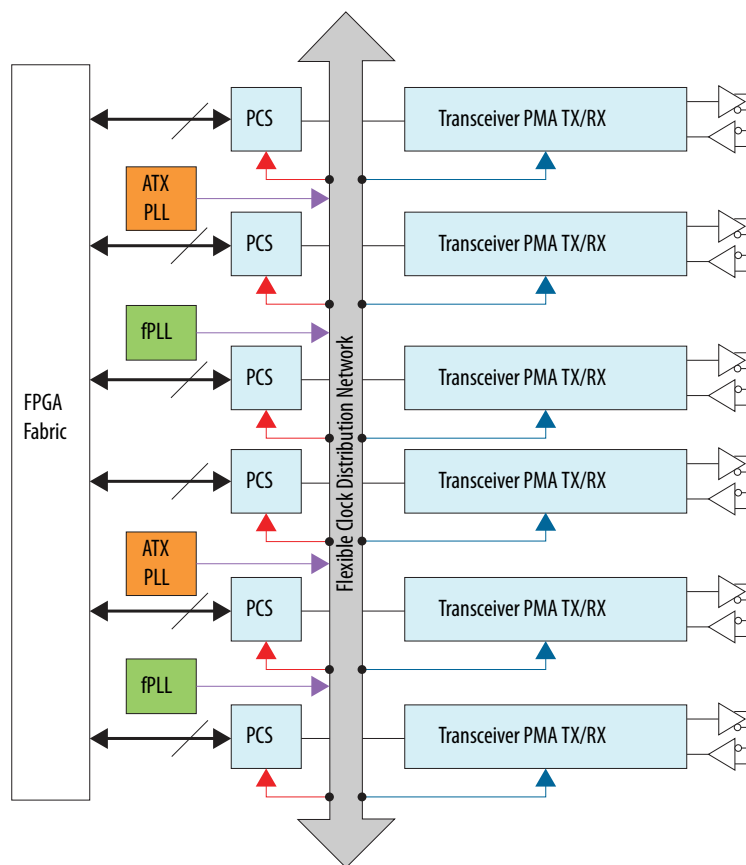 PCS
Transceiver PMA TX/RX
ATX
PLL
PCS
Transceiver PMA TX/RX
fPLL
PCS
Transceiver PMA TX/RX
FPGA
Fabric
Flexible Clock Distribution Network
PCS
Transceiver PMA TX/RX
ATX
PLL
PCS
Transceiver PMA TX/RX
fPLL
PCS
Transceiver PMA TX/RX